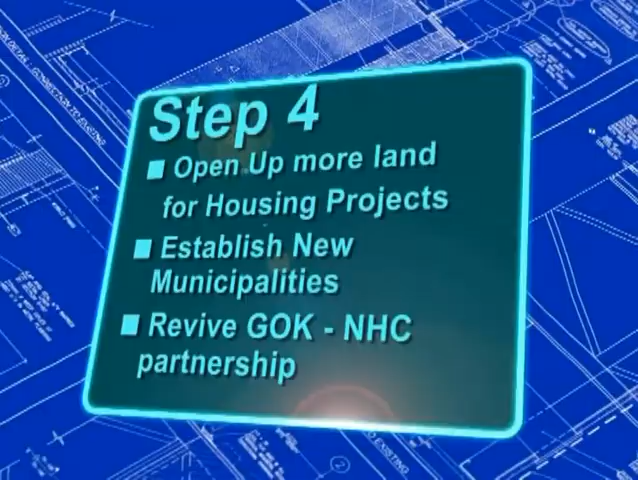 Step 4
■ Open Up more land
for Housing Projects
■ Establish New
Municipalities
■ Revive GOK - NHC
partnership